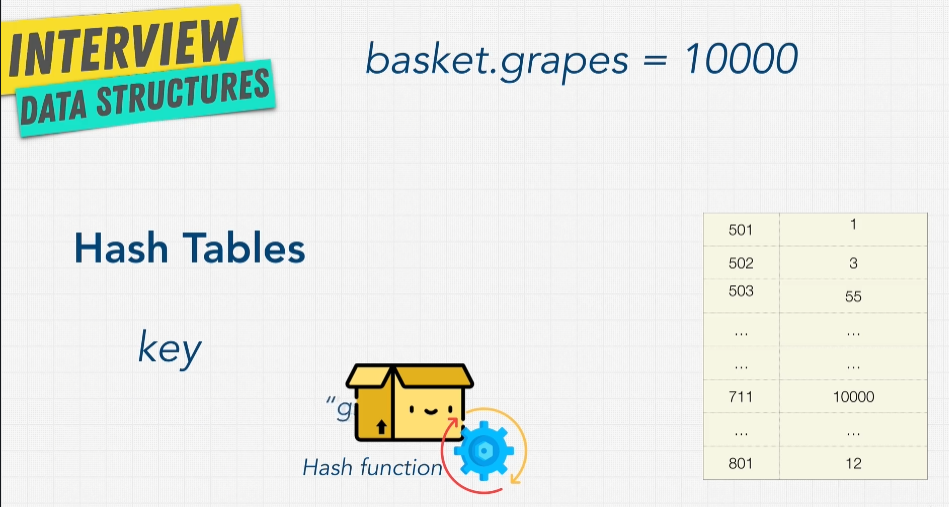 INTERVIEW
DATA STRUCTURES
basket.grapes = 10000
Hash Tables
key
"g
Hash function
501 1
502 3
503 55
... ...
... ...
711 10000
... ...
801 12